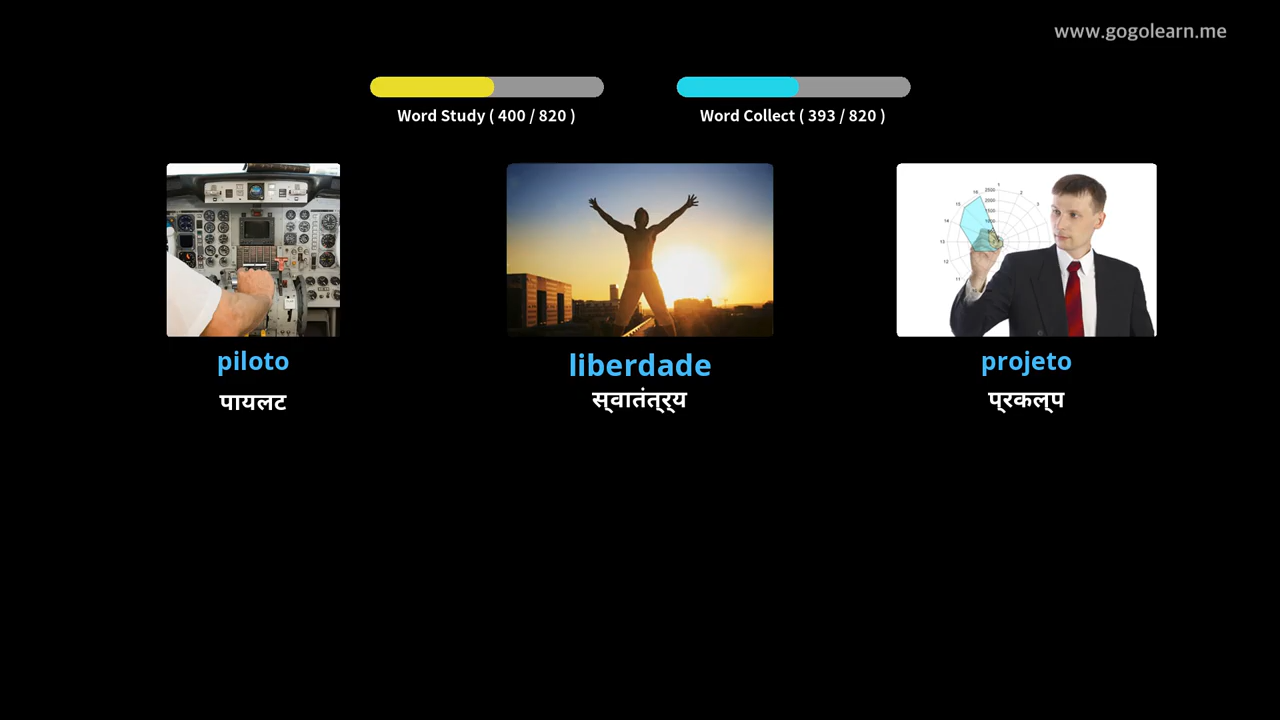 www.gogolearn.me
Word Study ( 400 / 820 )
Word Collect ( 393 / 820 )
piloto
पायलट
liberdade
स्वातंत्र्य
projeto
प्रकल्प